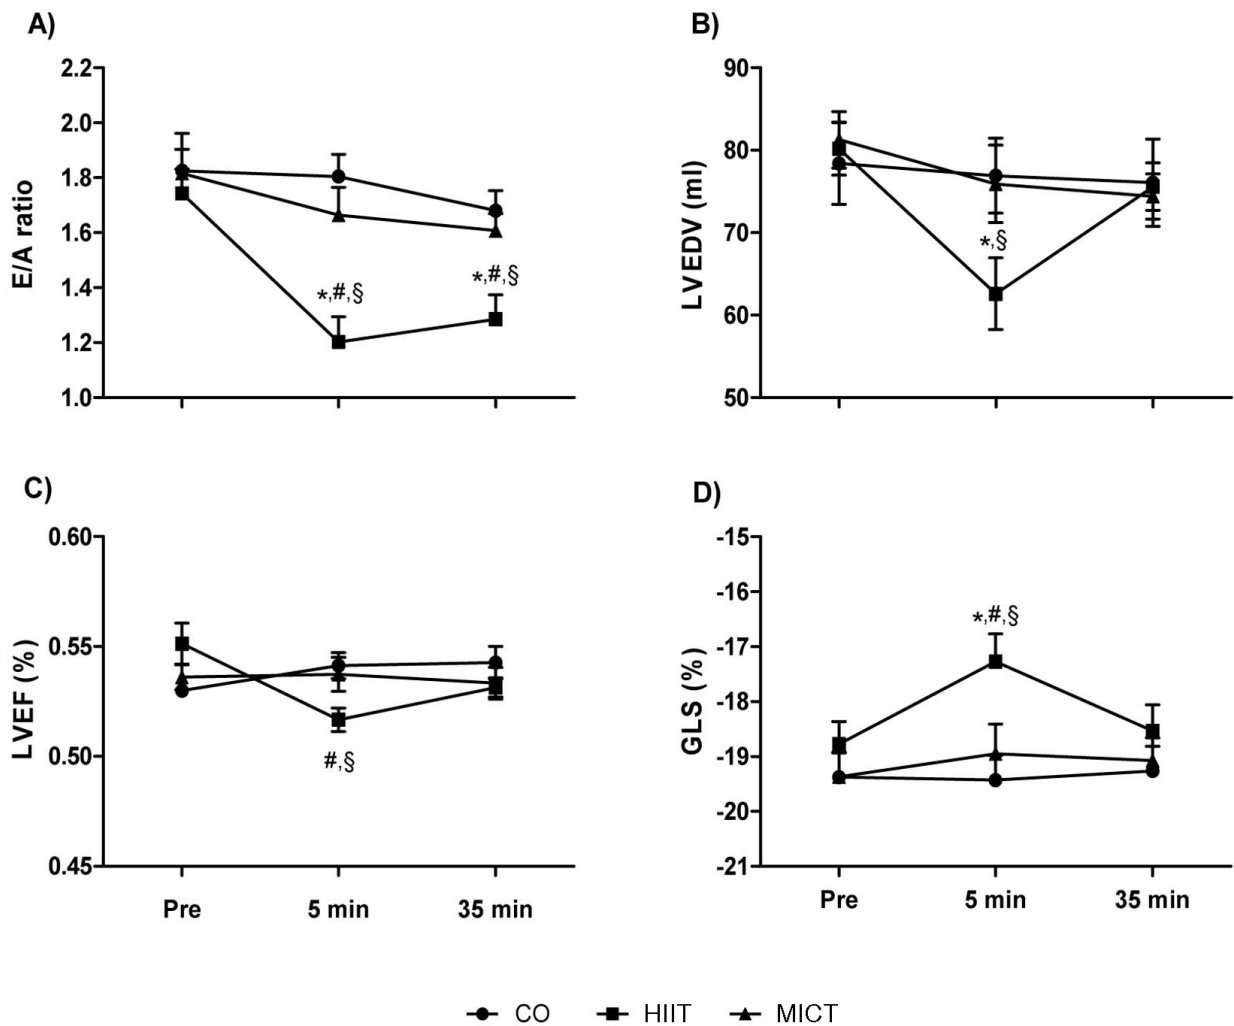 A)
E/A ratio
2.2
2.0
1.8
1.6
1.4
1.2
1.0
*,#,§
*,#,§
B)
LVEDV (ml)
90
80
70
60
50
*,§
C)
LVEF (%)
0.60
0.55
0.50
0.45
#,§
Pre 5 min 35 min
D)
GLS (%)
-15
-16
-17
-18
-19
-20
-21
*,#,§
Pre 5 min 35 min
CO HIIT MICT